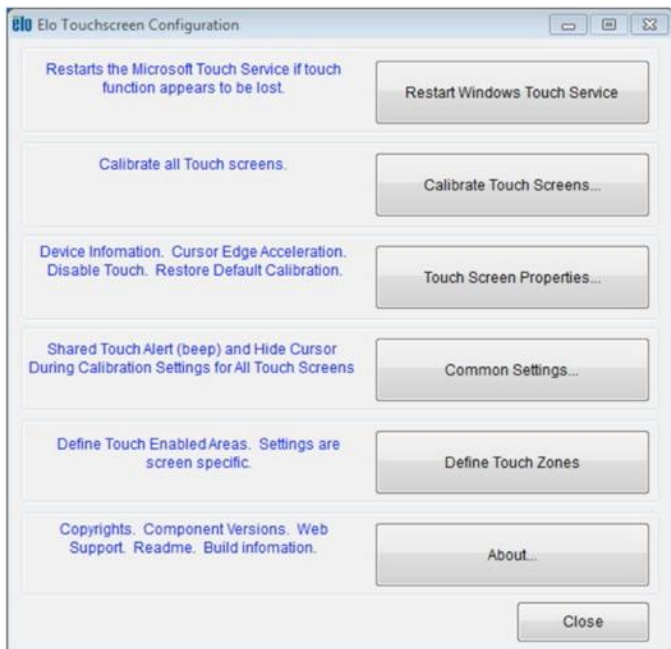 elo Elo Touchscreen Configuration
Restarts the Microsoft Touch Service if touch
function appears to be lost.
Restart Windows Touch Service
Calibrate all Touch screens.
Calibrate Touch Screens...
Device Infomation. Cursor Edge Acceleration.
Disable Touch. Restore Default Calibration.
Touch Screen Properties...
Shared Touch Alert (beep) and Hide Cursor
During Calibration Settings for All Touch Screens
Common Settings...
Define Touch Enabled Areas. Settings are
screen specific.
Define Touch Zones
Copyrights. Component Versions. Web
Support. Readme. Build infomation.
About...
Close